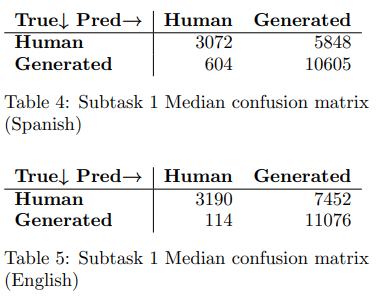 True↓ Pred→ Human Generated
Human 3072 5848
Generated 604 10605
Table 4: Subtask 1 Median confusion matrix
(Spanish)
True↓ Pred→ Human Generated
Human 3190 7452
Generated 114 11076
Table 5: Subtask 1 Median confusion matrix
(English)